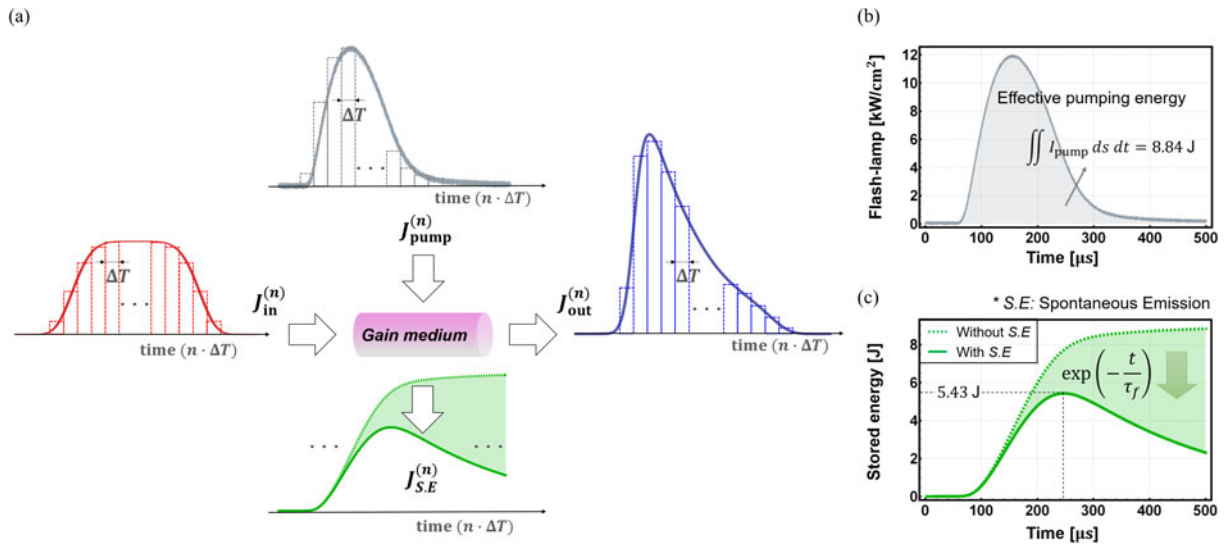 (a)
ΔT
. . .
time (n · ΔT)
J_pump^(n)
ΔT
. . .
J_in^(n)
time (n · ΔT)
Gain medium
J_out^(n)
ΔT
. . .
time (n · ΔT)
. . .
. . .
J_S.E^(n)
time (n · ΔT)
(b)
Flash-lamp [kW/cm²]
12
10
8
6
4
2
0
Effective pumping energy
∬ I_pump ds dt = 8.84 J
0 100 200 300 400 500
Time [μs]
(c)
* S.E: Spontaneous Emission
Stored energy [J]
8
6
4
2
0
Without S.E
With S.E
exp(−t/τ_f)
5.43 J
0 100 200 300 400 500
Time [μs]